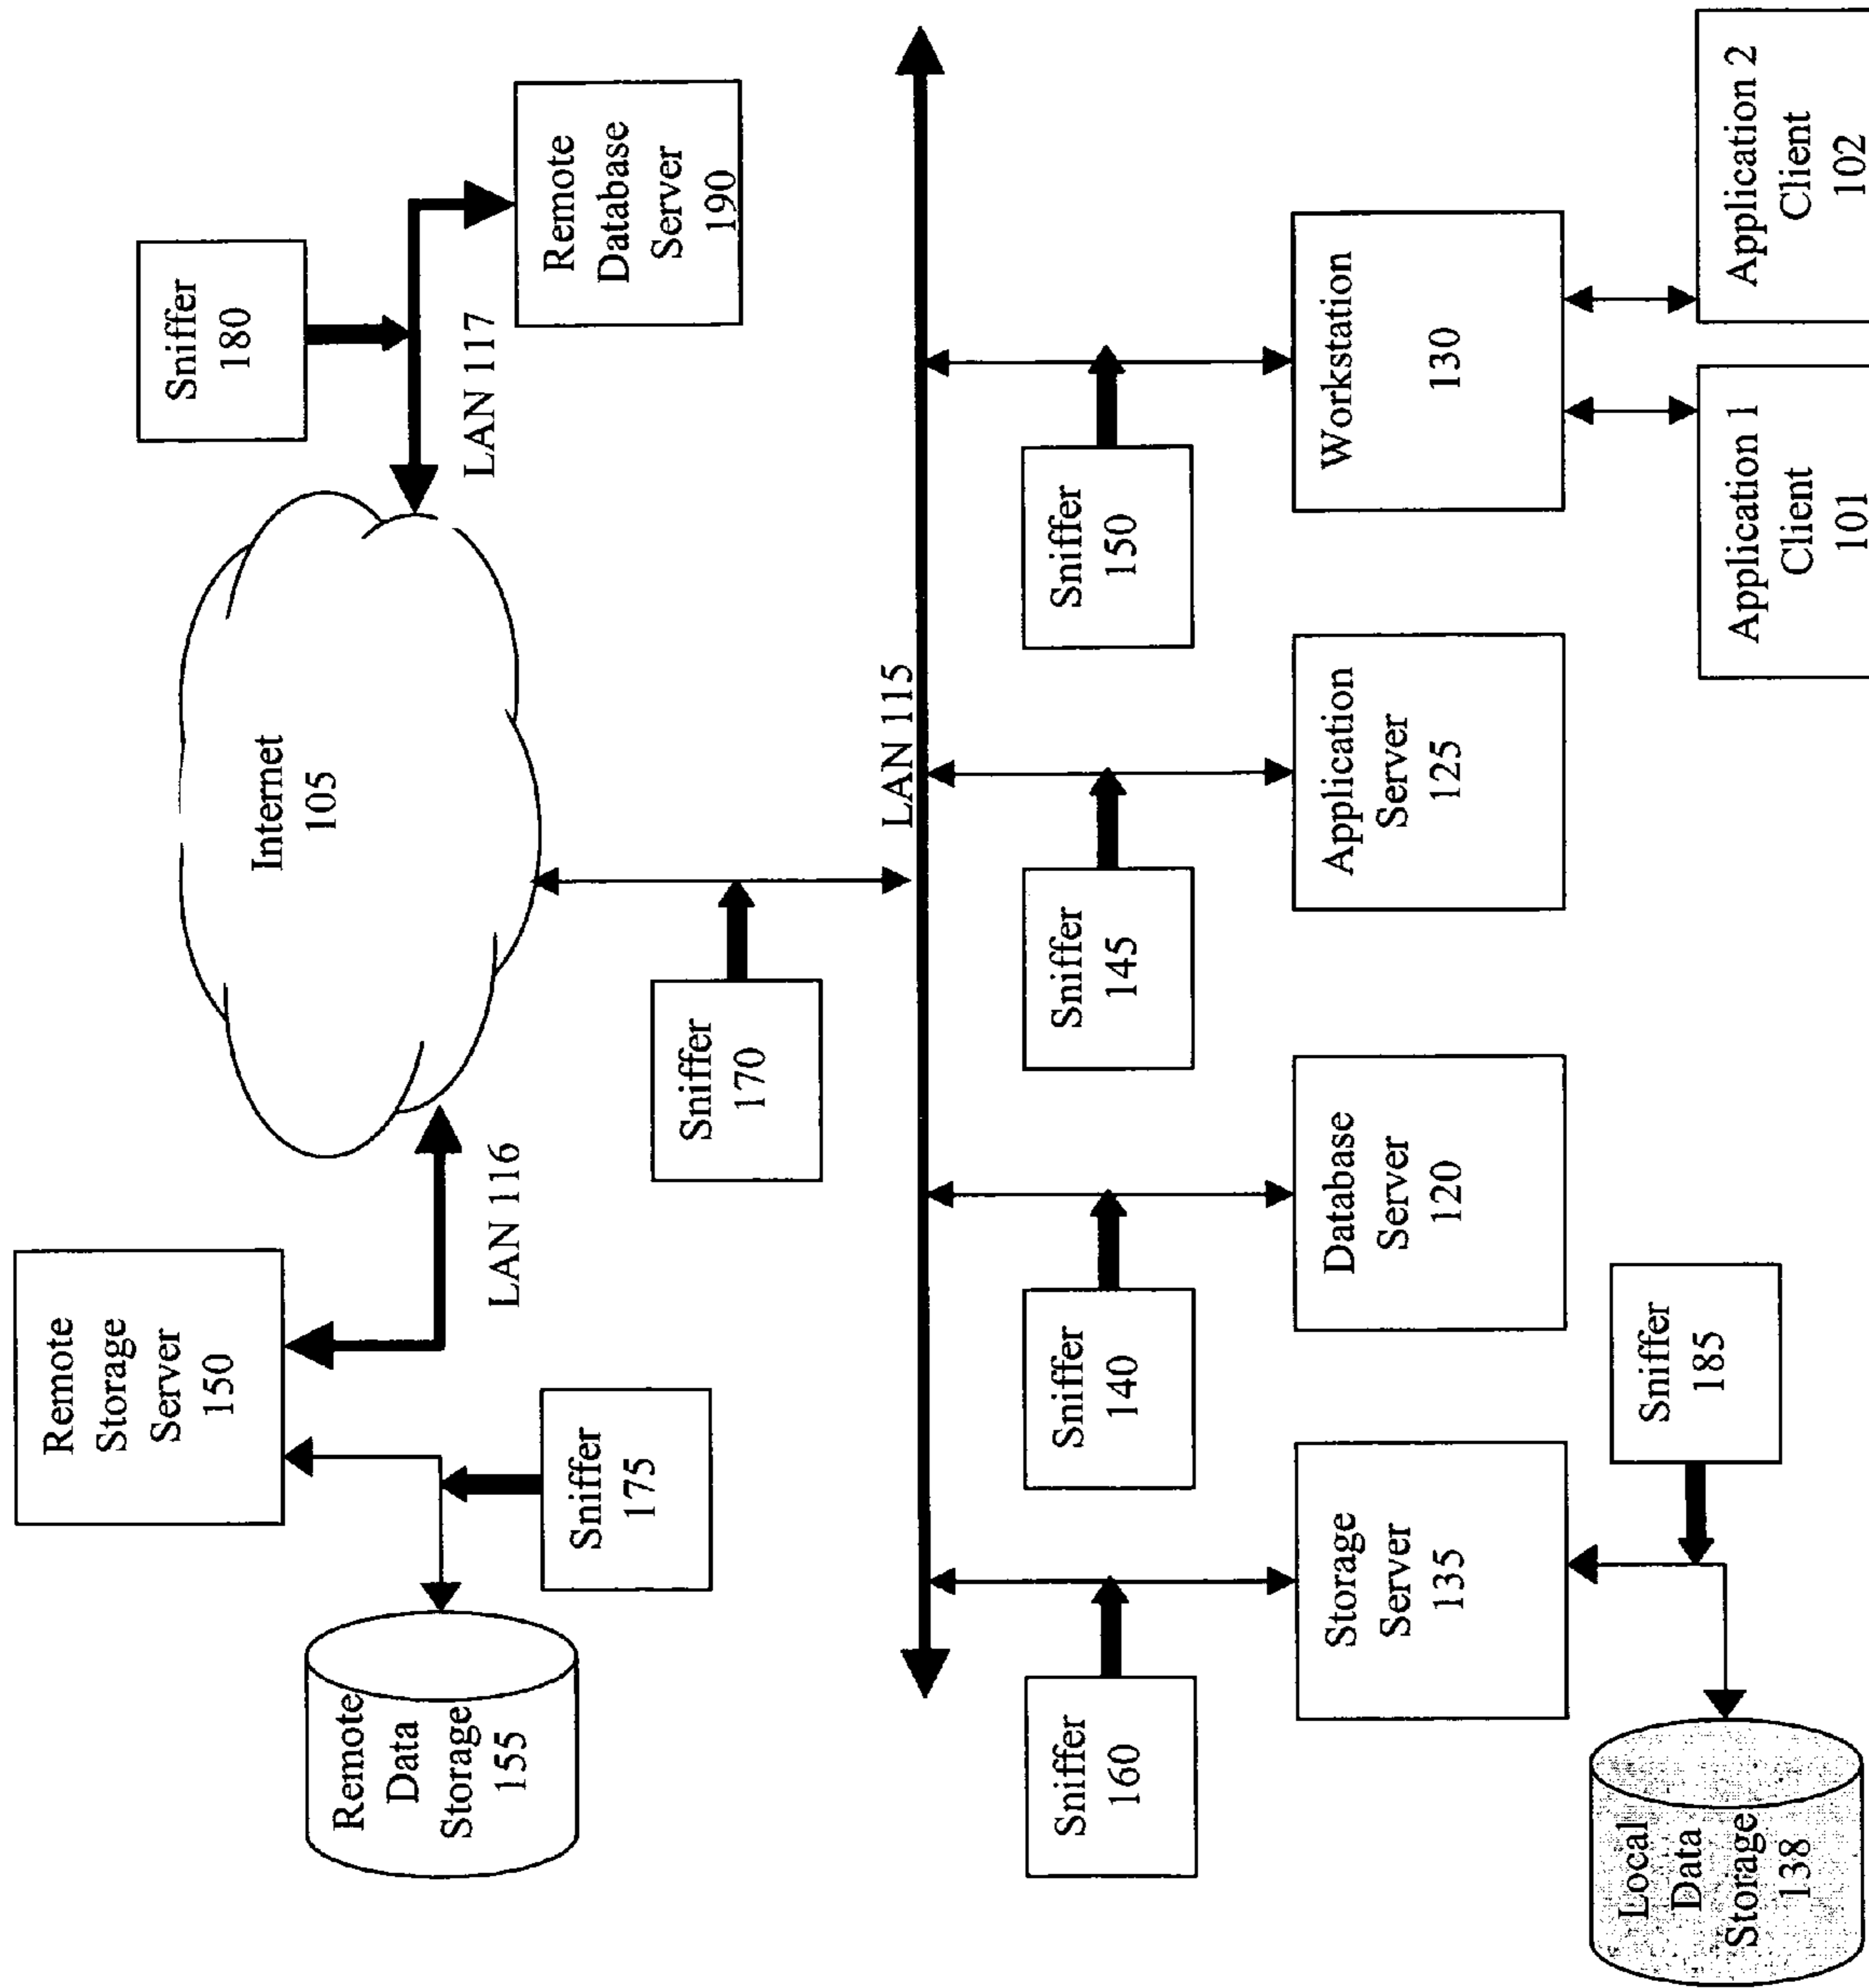 Remote
Storage
Server
150
Remote
Data
Storage
155
Sniffer
175
LAN 116
Internet
105
Sniffer
180
LAN 117
Remote
Database
Server
190
Sniffer
170
LAN 115
Sniffer
160
Sniffer
140
Sniffer
145
Sniffer
150
Storage
Server
135
Database
Server
120
Application
Server
125
Workstation
130
Local
Data
Storage
138
Sniffer
185
Application 1
Client
101
Application 2
Client
102